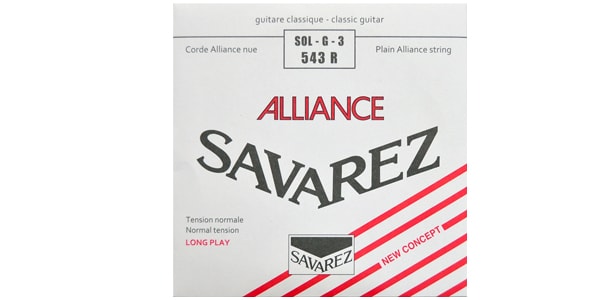 guitare classique - classic guitar
Corde Alliance nue
SOL - G - 3
543 R
Plain Alliance string
ALLIANCE
SAVAREZ
Tension normale
Normal tension
LONG PLAY
SAVAREZ
NEW CONCEPT